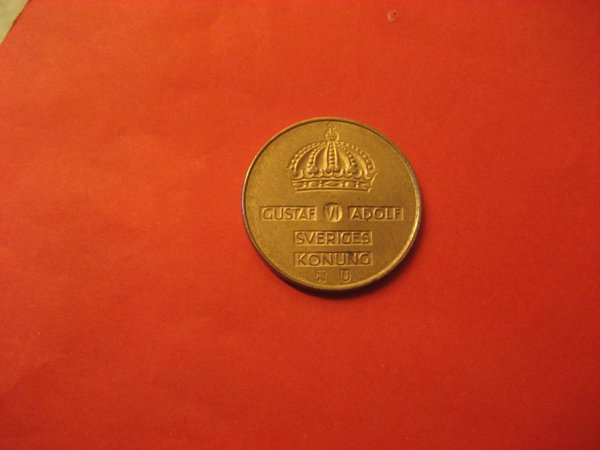 GUSTAF VI ADOLF
SVERIGES
KONUNG
U